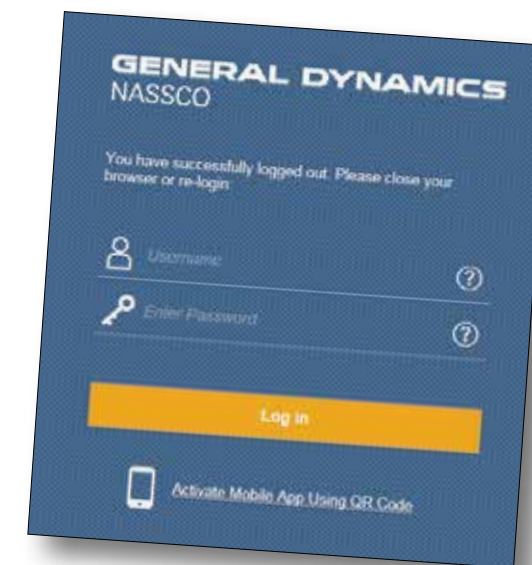 GENERAL DYNAMICS
NASSCO
You have successfully logged out. Please close your
browser or re-login
Username
Enter Password
Log in
Activate Mobile App Using QR Code